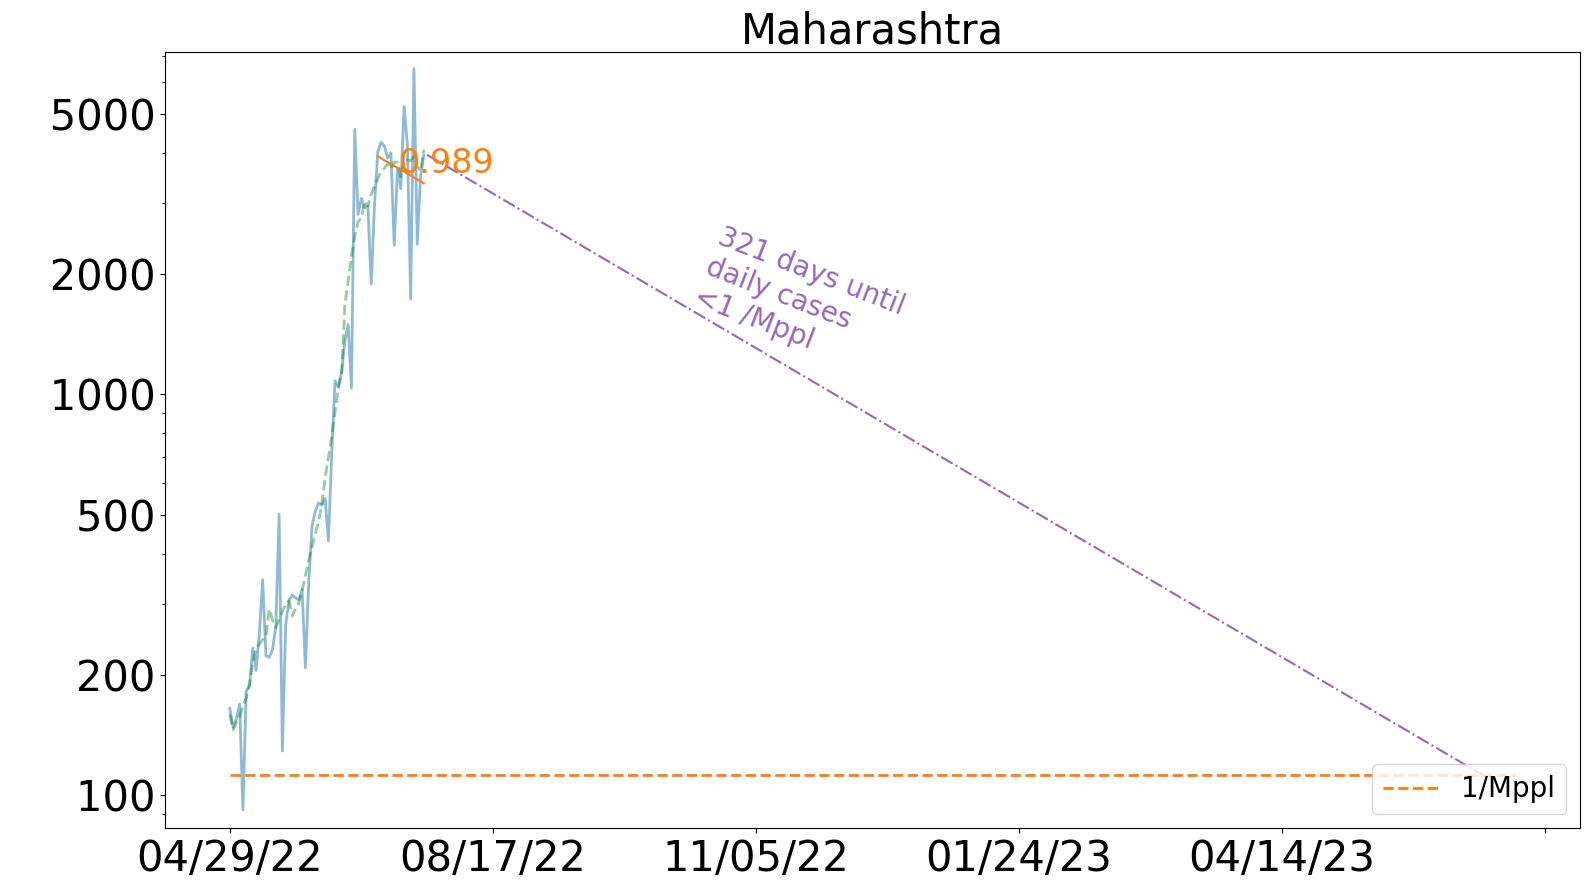 Maharashtra
5000
2000
1000
500
200
100
0.989
321 days until
daily cases
<1 /Mppl
1/Mppl
04/29/22 08/17/22 11/05/22 01/24/23 04/14/23